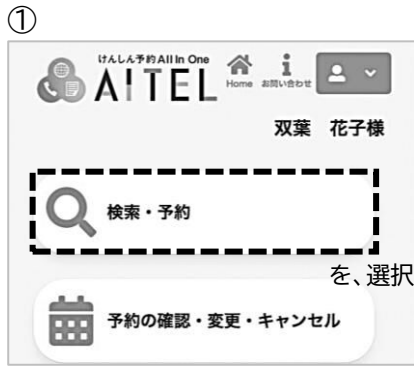 ①
けんしん予約All In One
AITEL
Home
お問い合わせ
双葉 花子様
検索・予約
を、選択
予約の確認・変更・キャンセル